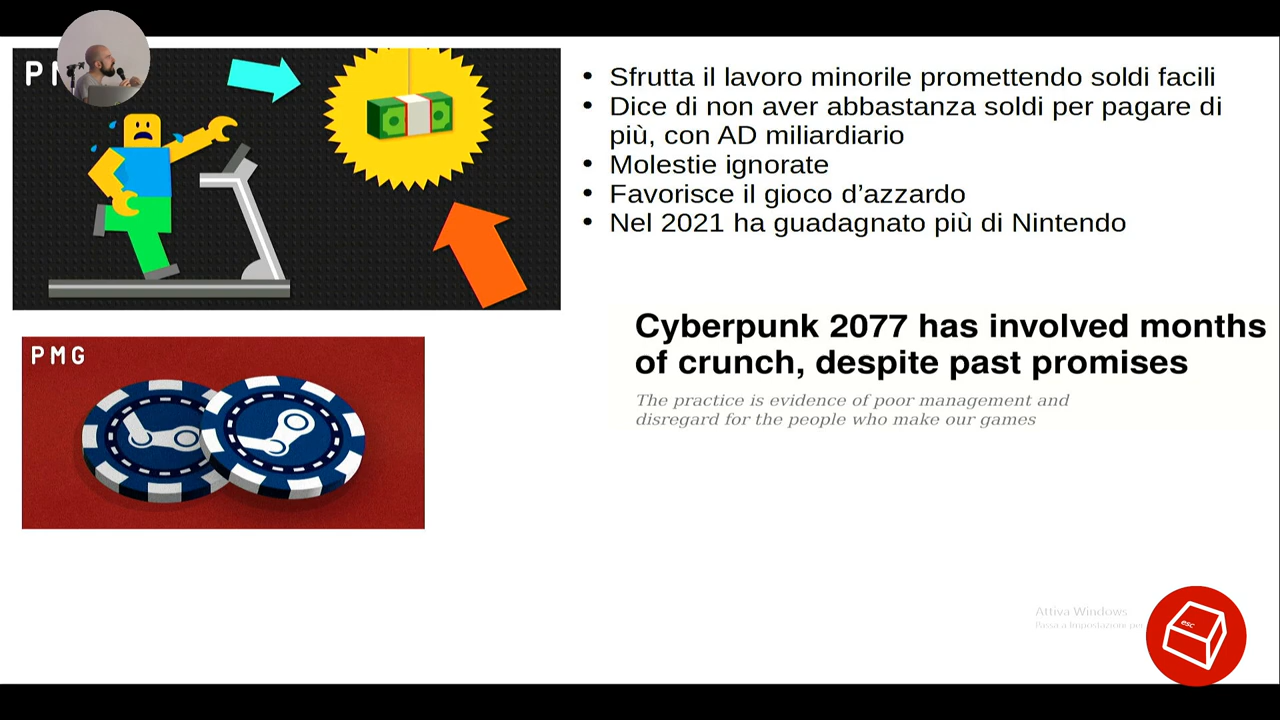 • Sfrutta il lavoro minorile promettendo soldi facili
• Dice di non aver abbastanza soldi per pagare di
più, con AD miliardiario
• Molestie ignorate
• Favorisce il gioco d’azzardo
• Nel 2021 ha guadagnato più di Nintendo
Cyberpunk 2077 has involved months
of crunch, despite past promises
The practice is evidence of poor management and
disregard for the people who make our games
PMG
Attiva Windows
Passa a Impostazioni per
esc